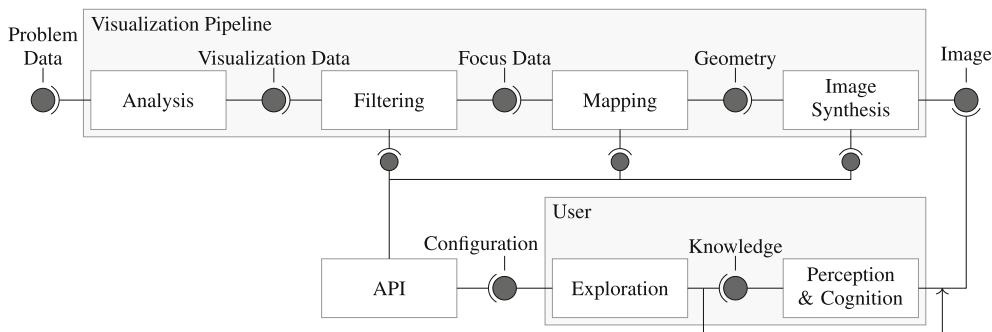 Visualization Pipeline
Problem
Data
Visualization Data
Focus Data
Geometry
Image
Analysis
Filtering
Mapping
Image
Synthesis
User
Configuration
Knowledge
API
Exploration
Perception
& Cognition